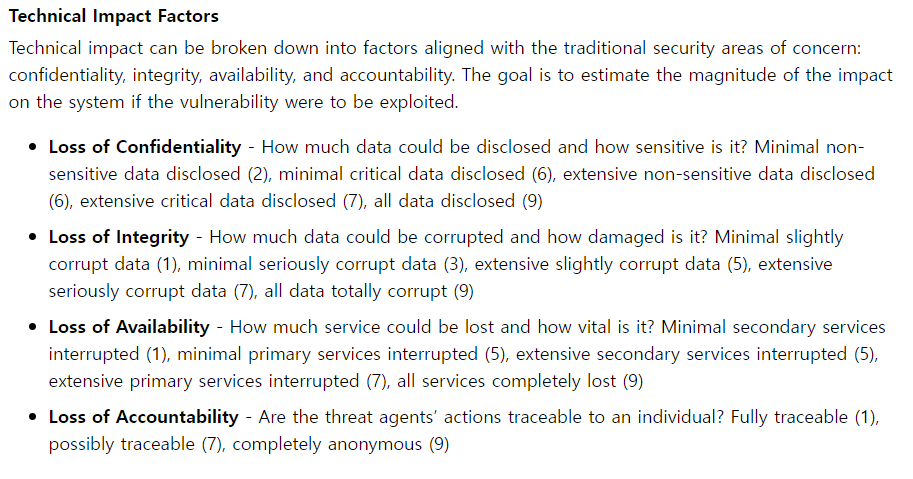 Technical Impact Factors
Technical impact can be broken down into factors aligned with the traditional security areas of concern:
confidentiality, integrity, availability, and accountability. The goal is to estimate the magnitude of the impact
on the system if the vulnerability were to be exploited.
• Loss of Confidentiality - How much data could be disclosed and how sensitive is it? Minimal non-
sensitive data disclosed (2), minimal critical data disclosed (6), extensive non-sensitive data disclosed
(6), extensive critical data disclosed (7), all data disclosed (9)
• Loss of Integrity - How much data could be corrupted and how damaged is it? Minimal slightly
corrupt data (1), minimal seriously corrupt data (3), extensive slightly corrupt data (5), extensive
seriously corrupt data (7), all data totally corrupt (9)
• Loss of Availability - How much service could be lost and how vital is it? Minimal secondary services
interrupted (1), minimal primary services interrupted (5), extensive secondary services interrupted (5),
extensive primary services interrupted (7), all services completely lost (9)
• Loss of Accountability - Are the threat agents’ actions traceable to an individual? Fully traceable (1),
possibly traceable (7), completely anonymous (9)